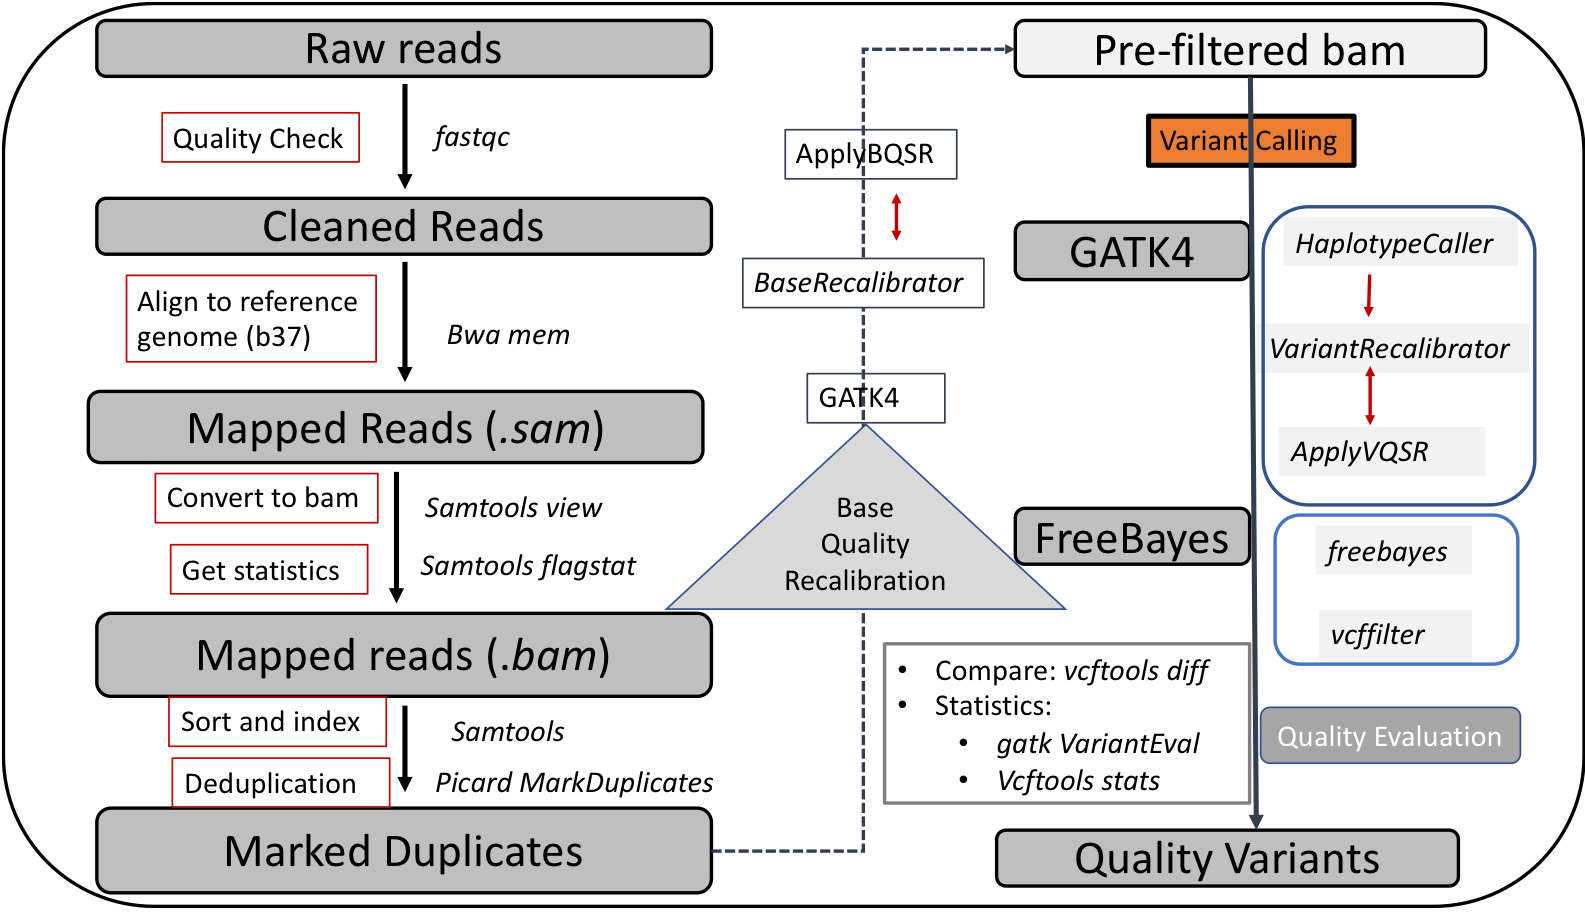 Raw reads
Quality Check
fastqc
Cleaned Reads
Align to reference
genome (b37)
Bwa mem
Mapped Reads (.sam)
Convert to bam
Samtools view
Get statistics
Samtools flagstat
Mapped reads (.bam)
Sort and index
Samtools
Deduplication
Picard MarkDuplicates
Marked Duplicates
ApplyBQSR
BaseRecalibrator
GATK4
Base
Quality
Recalibration
Pre-filtered bam
Variant Calling
GATK4
HaplotypeCaller
VariantRecalibrator
ApplyVQSR
FreeBayes
freebayes
vcffilter
• Compare: vcftools diff
• Statistics:
• gatk VariantEval
• Vcftools stats
Quality Evaluation
Quality Variants